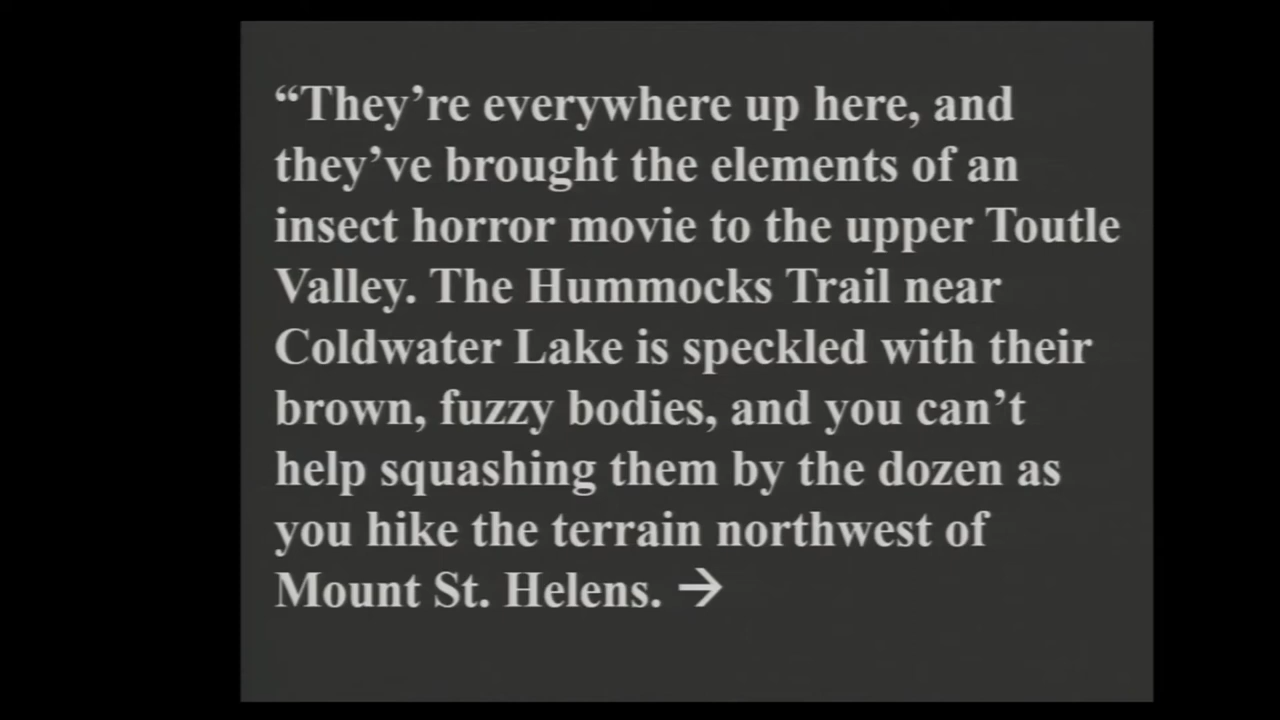 “They’re everywhere up here, and
they’ve brought the elements of an
insect horror movie to the upper Toutle
Valley. The Hummocks Trail near
Coldwater Lake is speckled with their
brown, fuzzy bodies, and you can’t
help squashing them by the dozen as
you hike the terrain northwest of
Mount St. Helens. →